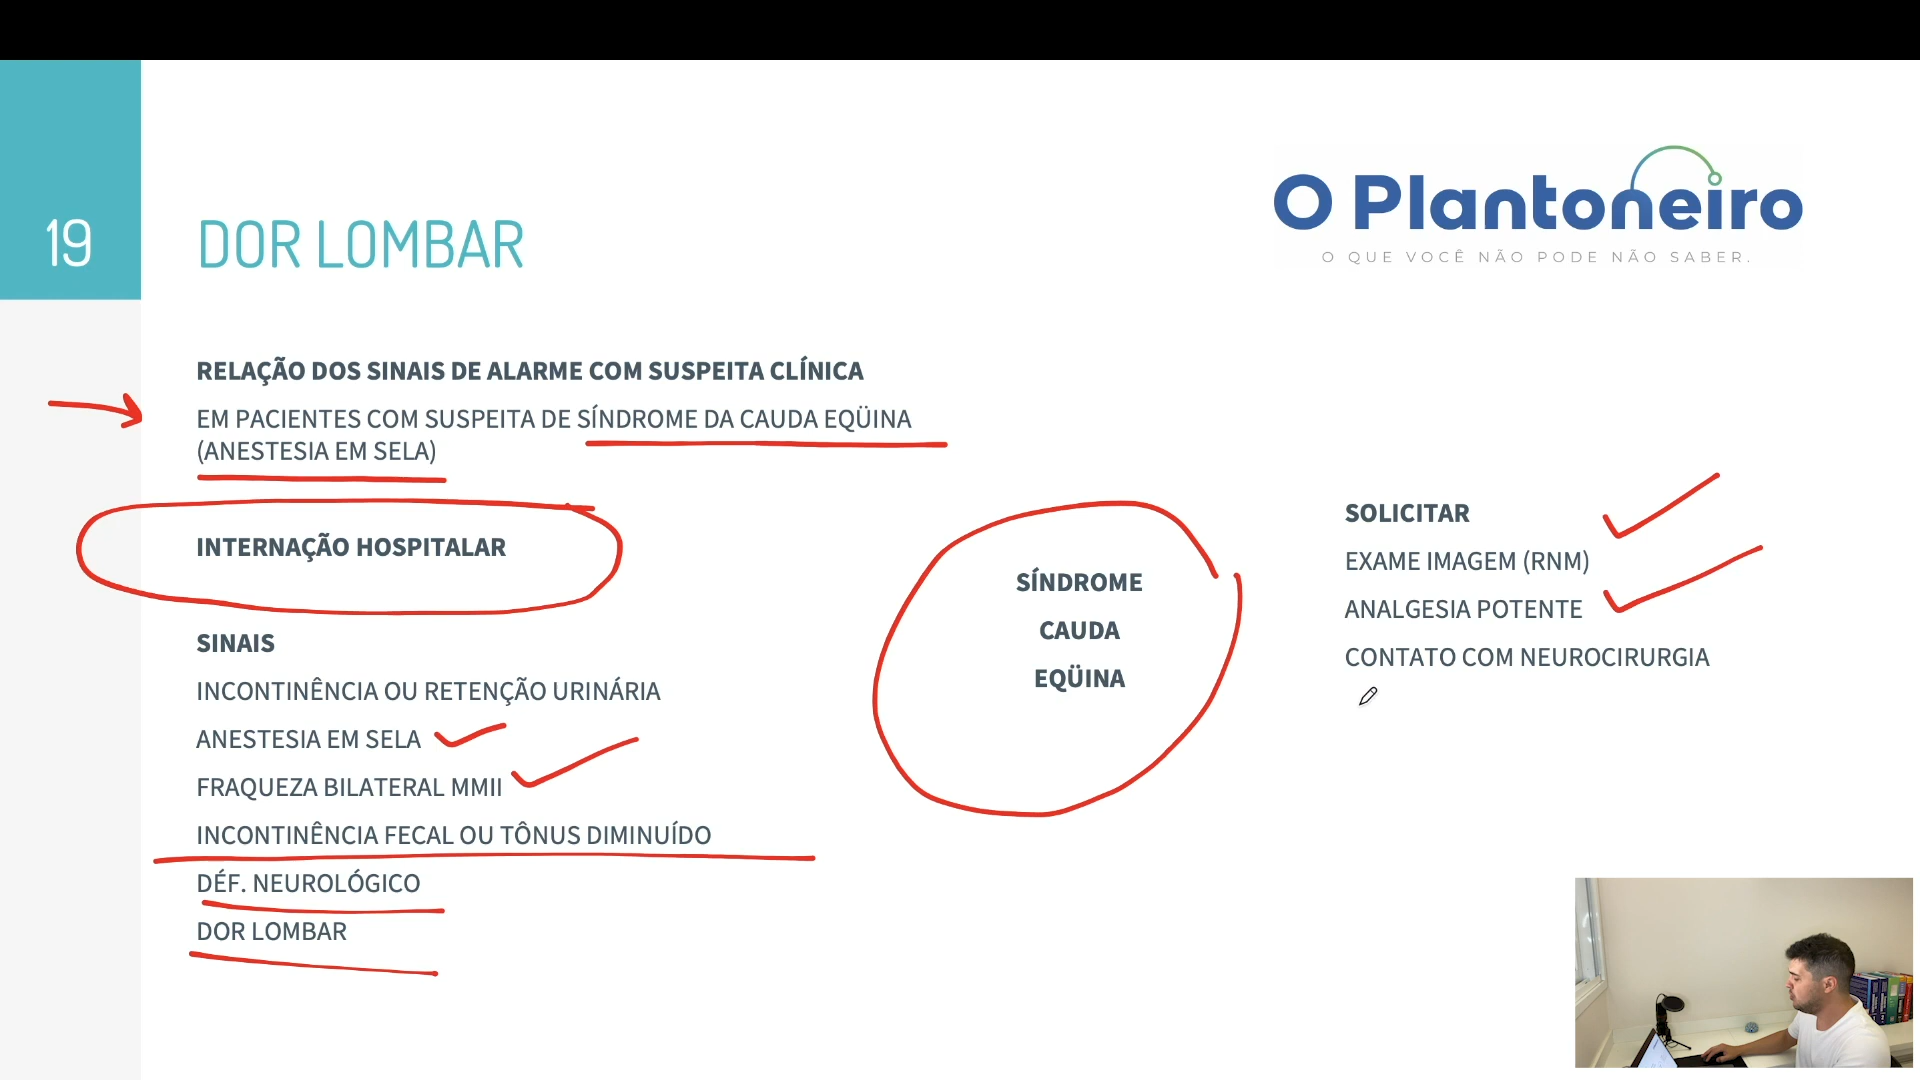 19
DOR LOMBAR
O Plantoneiro
O QUE VOCÊ NÃO PODE NÃO SABER.
RELAÇÃO DOS SINAIS DE ALARME COM SUSPEITA CLÍNICA
EM PACIENTES COM SUSPEITA DE SÍNDROME DA CAUDA EQÜINA
(ANESTESIA EM SELA)
INTERNAÇÃO HOSPITALAR
SINAIS
INCONTINÊNCIA OU RETENÇÃO URINÁRIA
ANESTESIA EM SELA
FRAQUEZA BILATERAL MMII
INCONTINÊNCIA FECAL OU TÔNUS DIMINUÍDO
DÉF. NEUROLÓGICO
DOR LOMBAR
SÍNDROME
CAUDA
EQÜINA
SOLICITAR
EXAME IMAGEM (RNM)
ANALGESIA POTENTE
CONTATO COM NEUROCIRURGIA